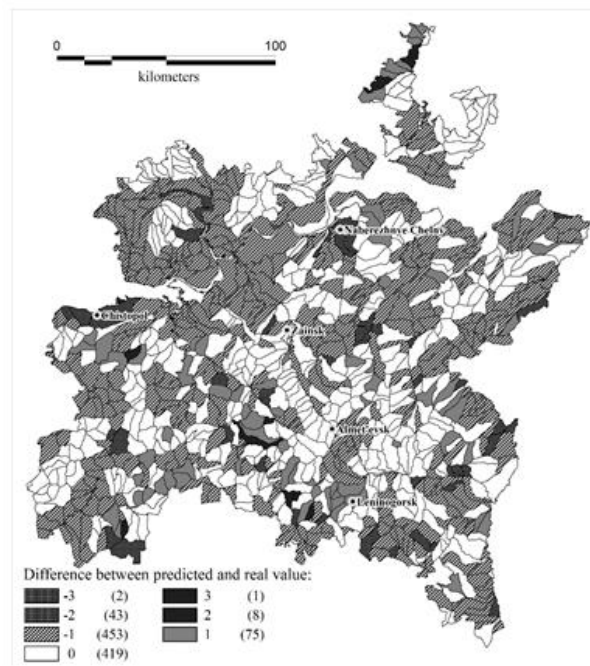 0 100
kilometers
Naberezhnye Chelny
Chistopol
Zainsk
Almet-evsk
Leninogorsk
Difference between predicted and real value:
-3 (2) 3 (1)
-2 (43) 2 (8)
-1 (453) 1 (75)
0 (419)